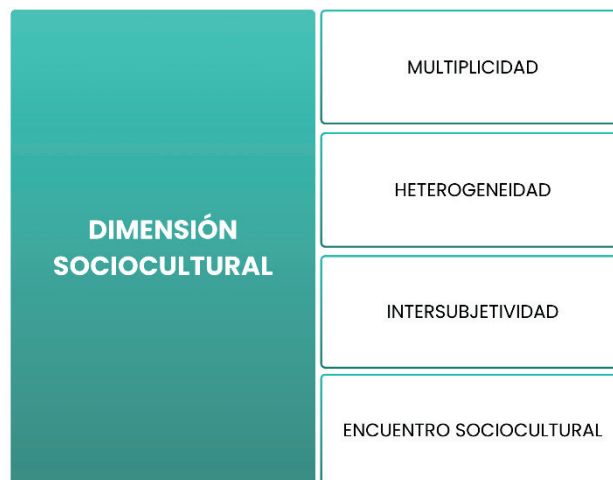 DIMENSIÓN
SOCIOCULTURAL
MULTIPLICIDAD
HETEROGENEIDAD
INTERSUBJETIVIDAD
ENCUENTRO SOCIOCULTURAL